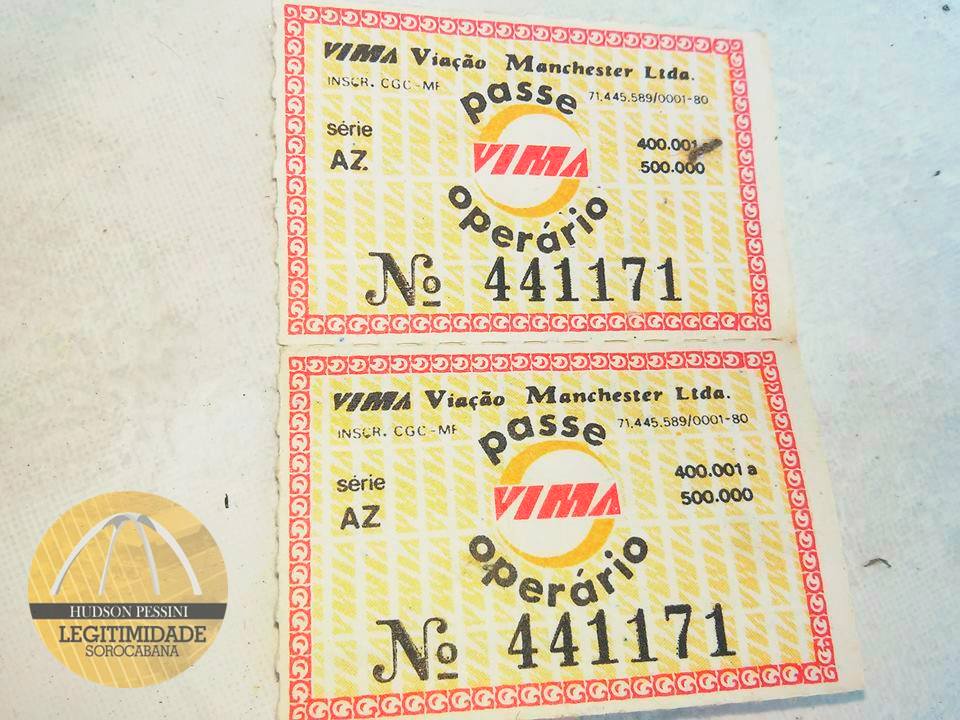 VIMA Viação Manchester Ltda.
INSCR. CGC-MF 71.445.589/0001-80
passe
série
AZ
VIMA
400.001
500.000
operário
Nº 441171
VIMA Viação Manchester Ltda.
INSCR. CGC-MF 71.445.589/0001-80
passe
série
AZ
VIMA
400.001 a
500.000
operário
Nº 441171
HUDSON PESSINI
LEGITIMIDADE
SOROCABANA